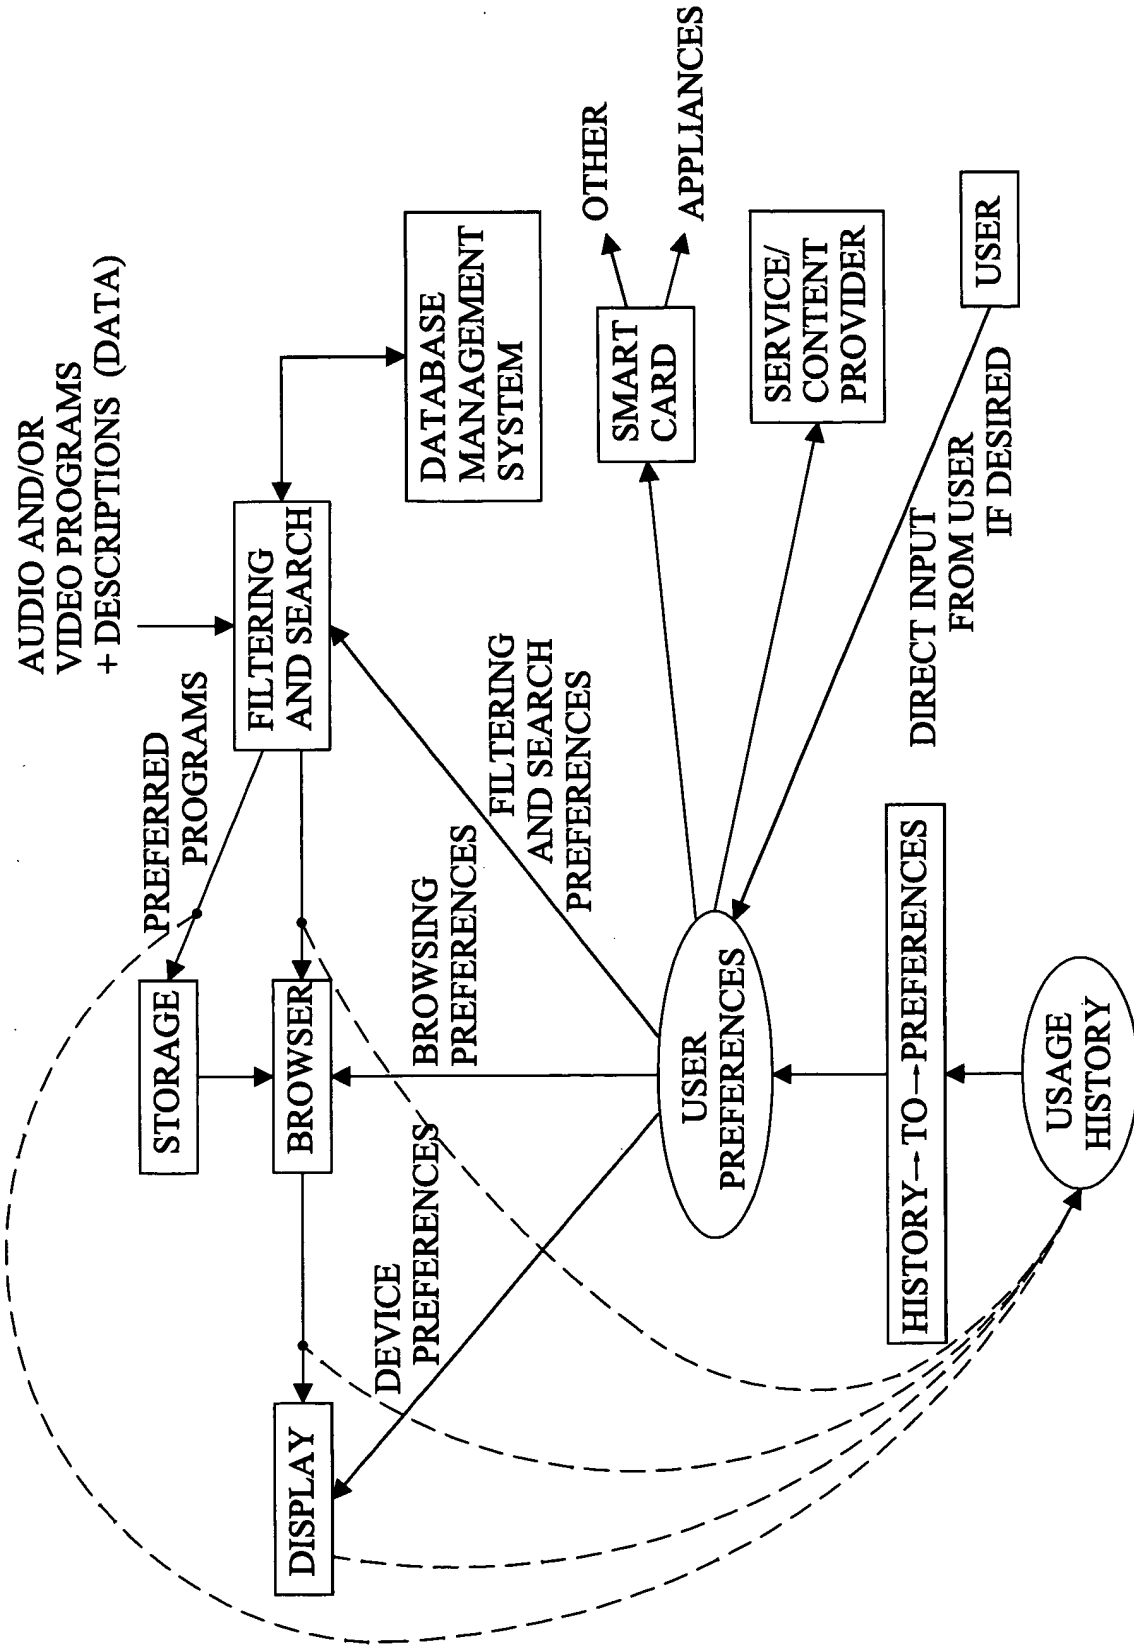 AUDIO AND/OR
VIDEO PROGRAMS
+ DESCRIPTIONS (DATA)
PREFERRED
PROGRAMS
STORAGE
FILTERING
AND SEARCH
DISPLAY
BROWSER
DATABASE
MANAGEMENT
SYSTEM
DEVICE
PREFERENCES
BROWSING
PREFERENCES
FILTERING
AND SEARCH
PREFERENCES
OTHER
SMART
CARD
APPLIANCES
USER
PREFERENCES
SERVICE/
CONTENT
PROVIDER
DIRECT INPUT
FROM USER
IF DESIRED
USER
HISTORY→TO→PREFERENCES
USAGE
HISTORY